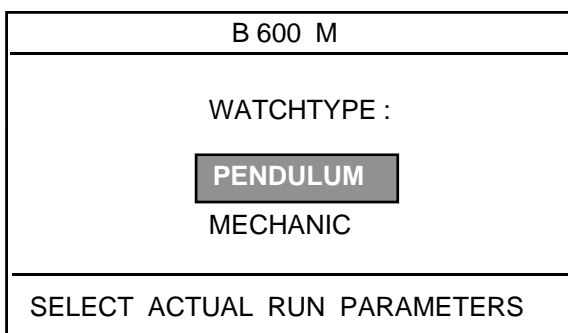 B 600 M
WATCHTYPE :
PENDULUM
MECHANIC
SELECT ACTUAL RUN PARAMETERS